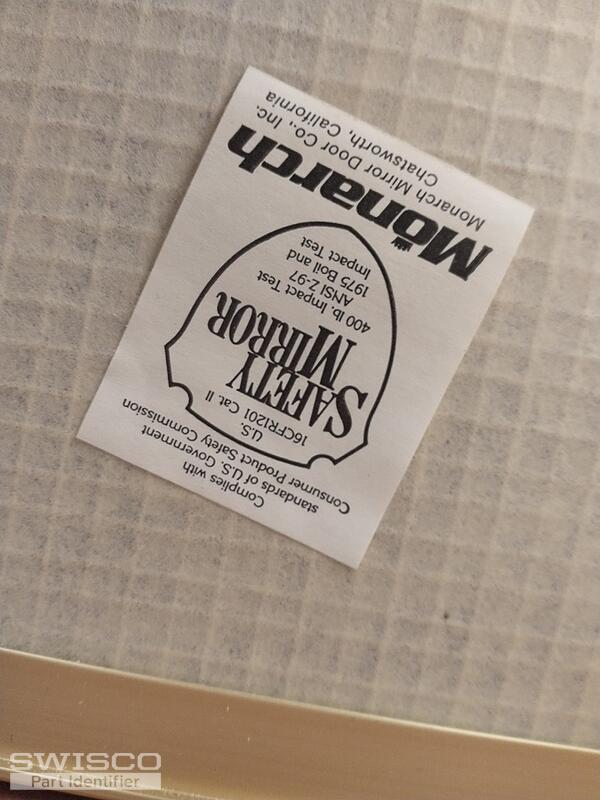 Complies with
standards of U.S. Government
Consumer Product Safety Commission
U.S.
16CFR1201 Cat. II
SAFETY
MIRROR
400 lb. Impact Test
ANSI Z-97
1975 Boil and
Impact Test
Monarch
Monarch Mirror Door Co., Inc.
Chatsworth, California
SWISCO
Part Identifier